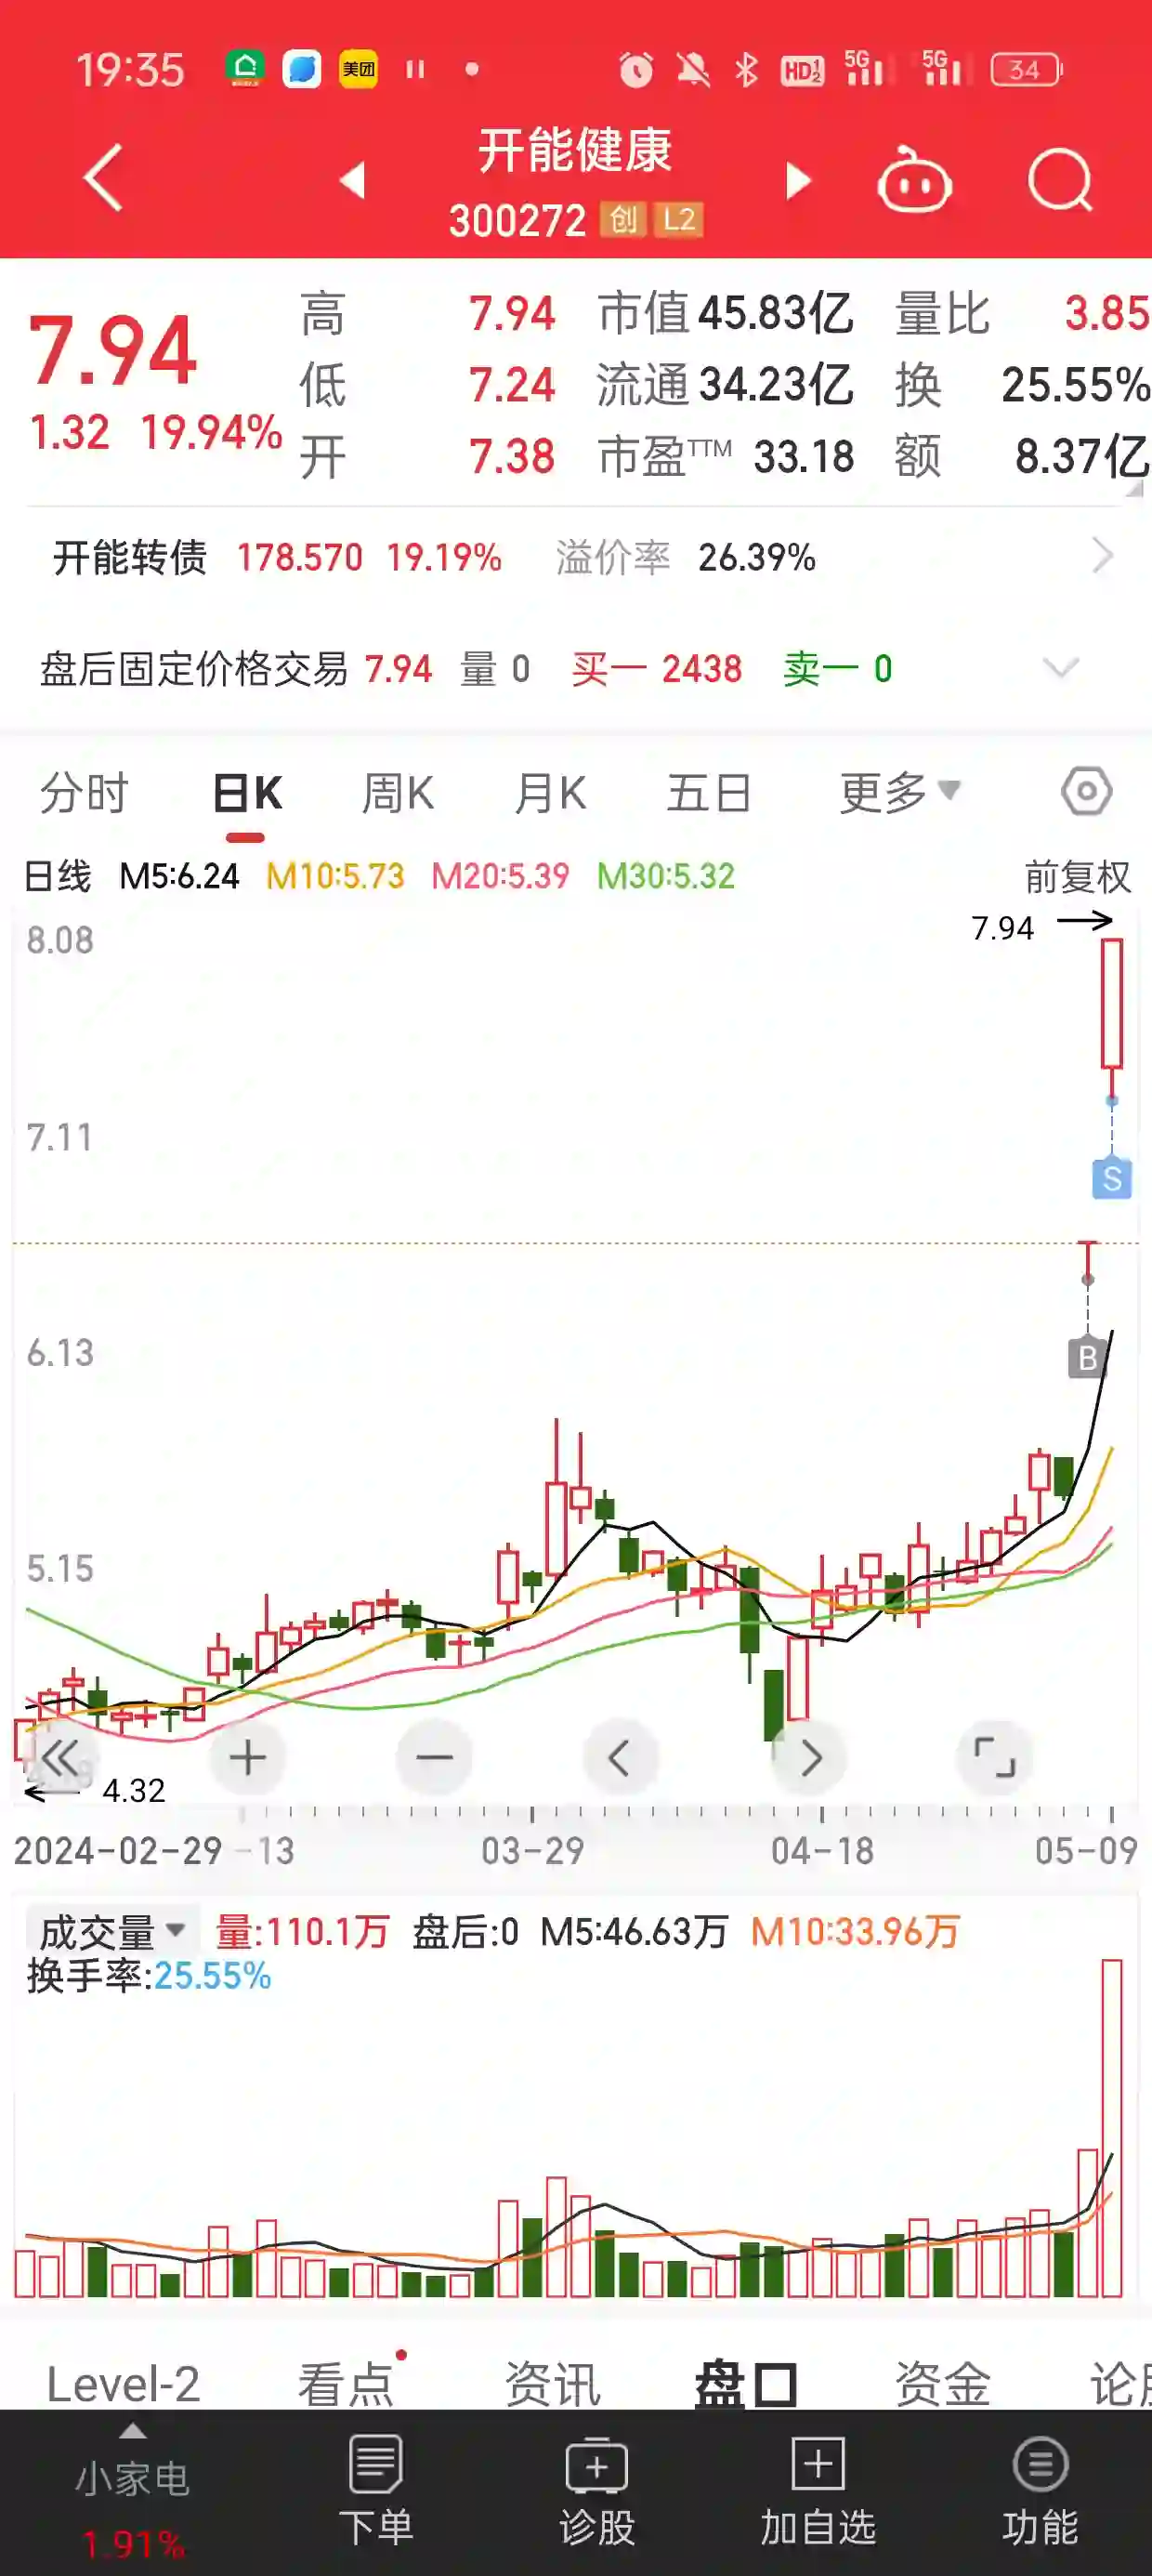 19:35 美团 HD 1 2 5G 5G 34
开能健康
300272 创 L2
7.94
1.32 19.94%
高 7.94 市值 45.83亿 量比 3.85
低 7.24 流通 34.23亿 换 25.55%
开 7.38 市盈TTM 33.18 额 8.37亿
开能转债 178.570 19.19% 溢价率 26.39%
盘后固定价格交易 7.94 量 0 买一 2438 卖一 0
分时 日K 周K 月K 五日 更多
日线 M5:6.24 M10:5.73 M20:5.39 M30:5.32 前复权
7.94
8.08
7.11
S
6.13
B
5.15
4.32
2024-02-29 -13 03-29 04-18 05-09
成交量 量:110.1万 盘后:0 M5:46.63万 M10:33.96万
换手率:25.55%
Level-2 看点 资讯 盘口 资金 论
小家电 下单 诊股 加自选 功能
1.91%